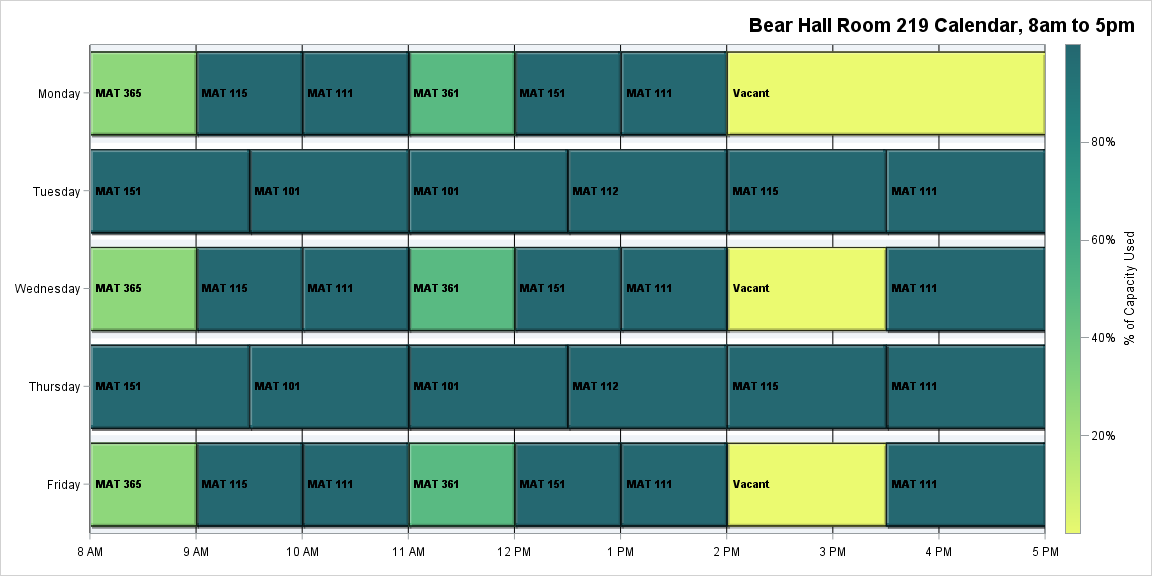 Bear Hall Room 219 Calendar, 8am to 5pm
Monday MAT 365 MAT 115 MAT 111 MAT 361 MAT 151 MAT 111 Vacant
80%
Tuesday MAT 151 MAT 101 MAT 101 MAT 112 MAT 115 MAT 111
60%
% of Capacity Used
Wednesday MAT 365 MAT 115 MAT 111 MAT 361 MAT 151 MAT 111 Vacant MAT 111
40%
Thursday MAT 151 MAT 101 MAT 101 MAT 112 MAT 115 MAT 111
20%
Friday MAT 365 MAT 115 MAT 111 MAT 361 MAT 151 MAT 111 Vacant MAT 111
8 AM 9 AM 10 AM 11 AM 12 PM 1 PM 2 PM 3 PM 4 PM 5 PM